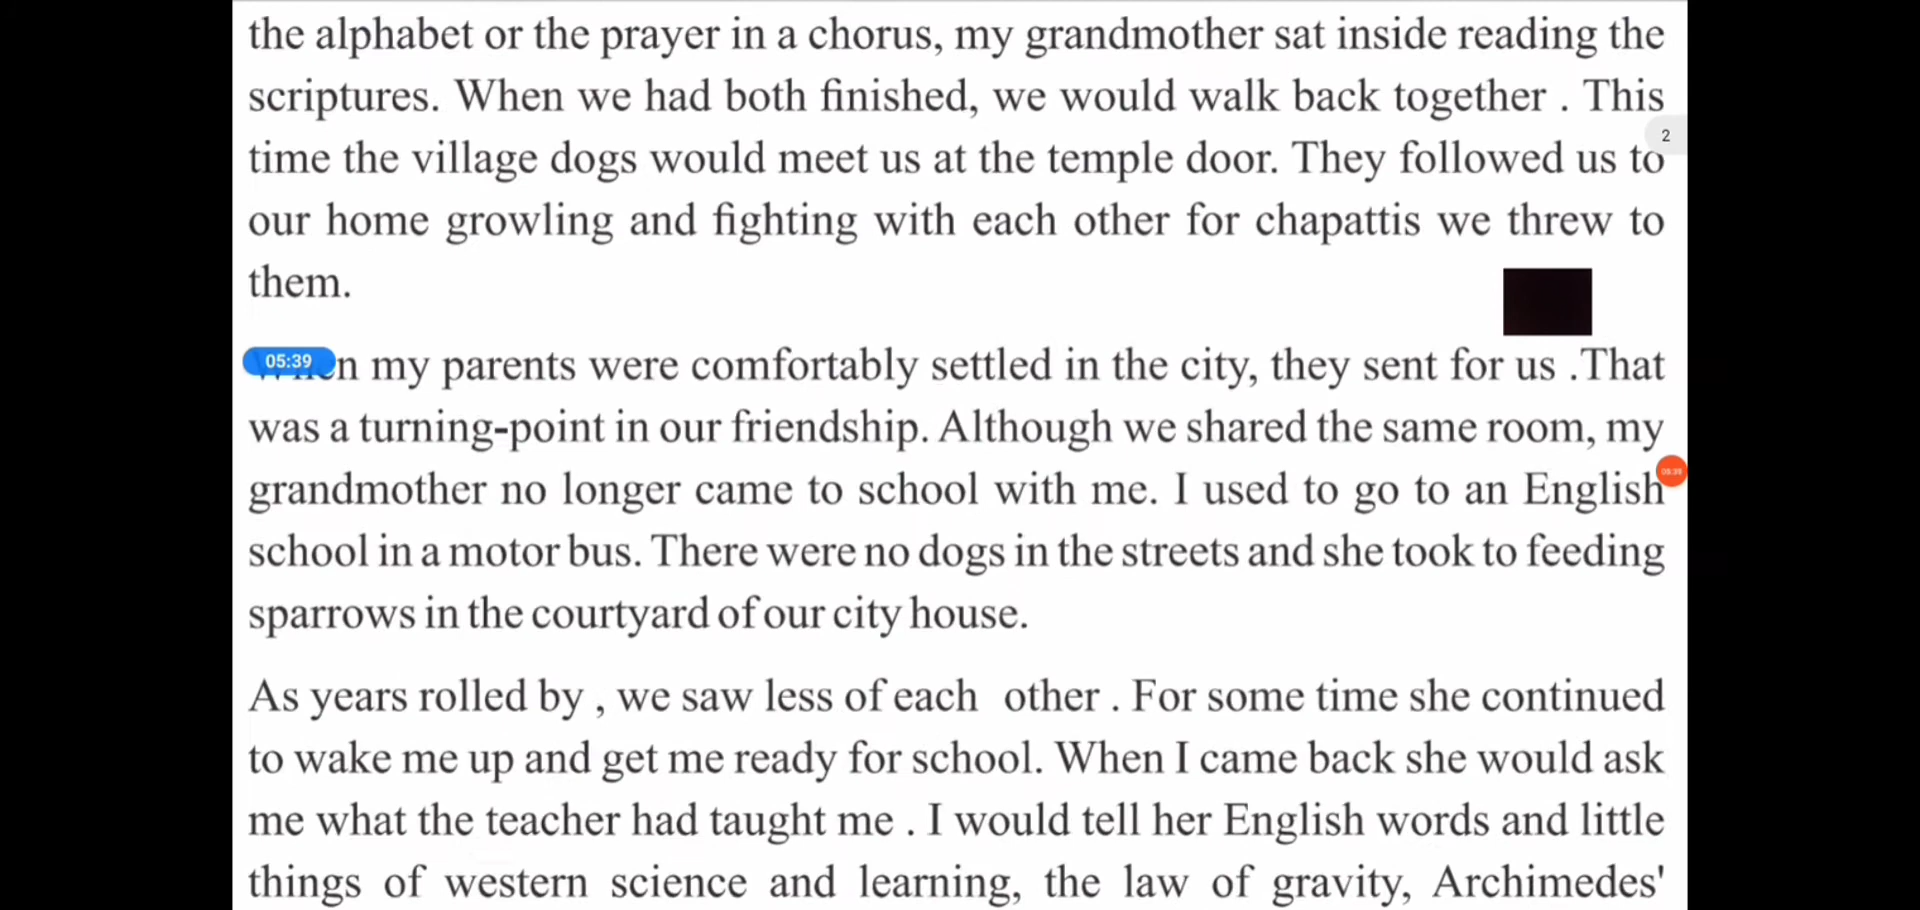 the alphabet or the prayer in a chorus, my grandmother sat inside reading the
scriptures. When we had both finished, we would walk back together . This
2
time the village dogs would meet us at the temple door. They followed us to
our home growling and fighting with each other for chapattis we threw to
them.
05:39 my parents were comfortably settled in the city, they sent for us .That
was a turning-point in our friendship. Although we shared the same room, my
grandmother no longer came to school with me. I used to go to an English
school in a motor bus. There were no dogs in the streets and she took to feeding
sparrows in the courtyard of our city house.
As years rolled by , we saw less of each other . For some time she continued
to wake me up and get me ready for school. When I came back she would ask
me what the teacher had taught me . I would tell her English words and little
things of western science and learning, the law of gravity, Archimedes'